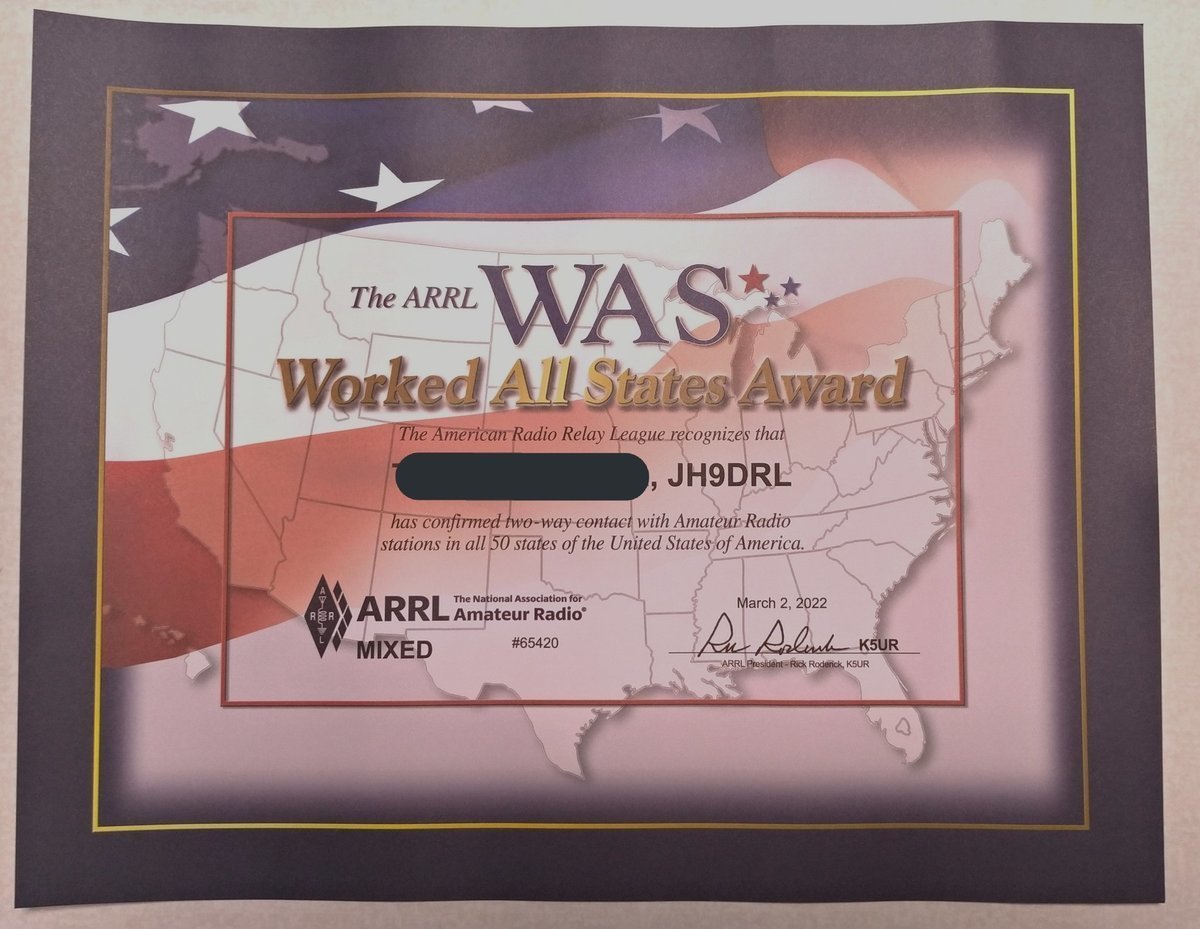 The ARRL WAS
Worked All States Award
The American Radio Relay League recognizes that
, JH9DRL
has confirmed two-way contact with Amateur Radio
stations in all 50 states of the United States of America.
A
R R
L
ARRL The National Association for
Amateur Radio®
MIXED
#65420
March 2, 2022
Rick Roderick K5UR
ARRL President - Rick Roderick, K5UR